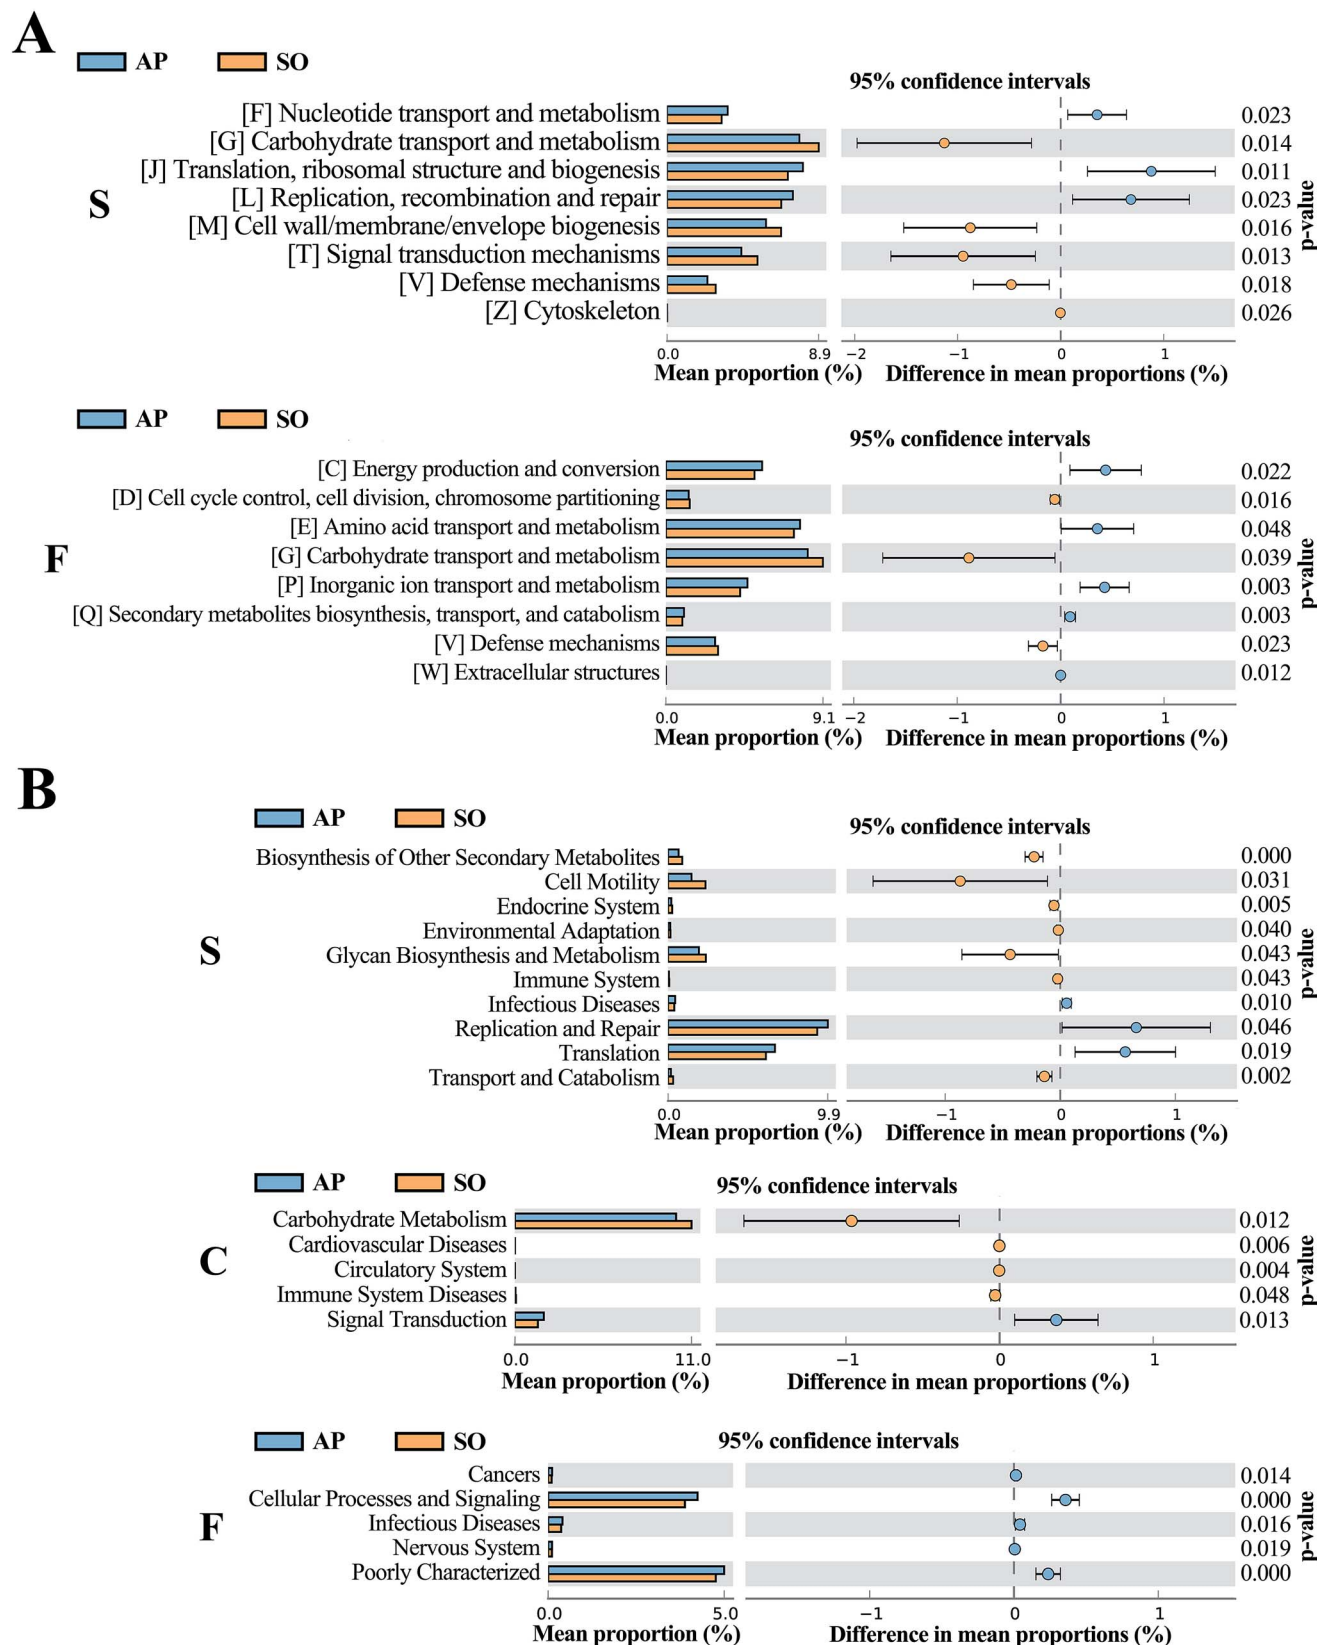 A
AP SO
95% confidence intervals
[F] Nucleotide transport and metabolism 0.023
[G] Carbohydrate transport and metabolism 0.014
[J] Translation, ribosomal structure and biogenesis 0.011
[L] Replication, recombination and repair 0.023
[M] Cell wall/membrane/envelope biogenesis 0.016
[T] Signal transduction mechanisms 0.013
[V] Defense mechanisms 0.018
[Z] Cytoskeleton 0.026
S
p-value
0.0 8.9 −2 −1 0 1
Mean proportion (%) Difference in mean proportions (%)
AP SO
95% confidence intervals
[C] Energy production and conversion 0.022
[D] Cell cycle control, cell division, chromosome partitioning 0.016
[E] Amino acid transport and metabolism 0.048
[G] Carbohydrate transport and metabolism 0.039
[P] Inorganic ion transport and metabolism 0.003
[Q] Secondary metabolites biosynthesis, transport, and catabolism 0.003
[V] Defense mechanisms 0.023
[W] Extracellular structures 0.012
F
p-value
0.0 9.1 −2 −1 0 1
Mean proportion (%) Difference in mean proportions (%)
B
AP SO
95% confidence intervals
Biosynthesis of Other Secondary Metabolites 0.000
Cell Motility 0.031
Endocrine System 0.005
Environmental Adaptation 0.040
Glycan Biosynthesis and Metabolism 0.043
Immune System 0.043
Infectious Diseases 0.010
Replication and Repair 0.046
Translation 0.019
Transport and Catabolism 0.002
S
p-value
0.0 9.9 −1 0 1
Mean proportion (%) Difference in mean proportions (%)
AP SO
95% confidence intervals
Carbohydrate Metabolism 0.012
Cardiovascular Diseases 0.006
Circulatory System 0.004
Immune System Diseases 0.048
Signal Transduction 0.013
C
p-value
0.0 11.0 −1 0 1
Mean proportion (%) Difference in mean proportions (%)
AP SO
95% confidence intervals
Cancers 0.014
Cellular Processes and Signaling 0.000
Infectious Diseases 0.016
Nervous System 0.019
Poorly Characterized 0.000
F
p-value
0.0 5.0 −1 0 1
Mean proportion (%) Difference in mean proportions (%)